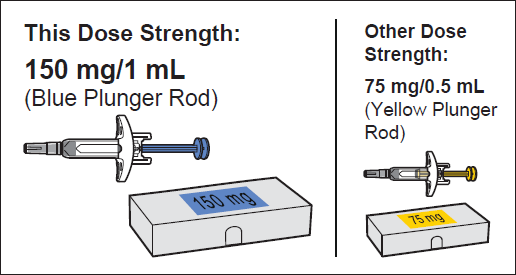 This Dose Strength:
150 mg/1 mL
(Blue Plunger Rod)
150 mg
Other Dose
Strength:
75 mg/0.5 mL
(Yellow Plunger
Rod)
75 mg